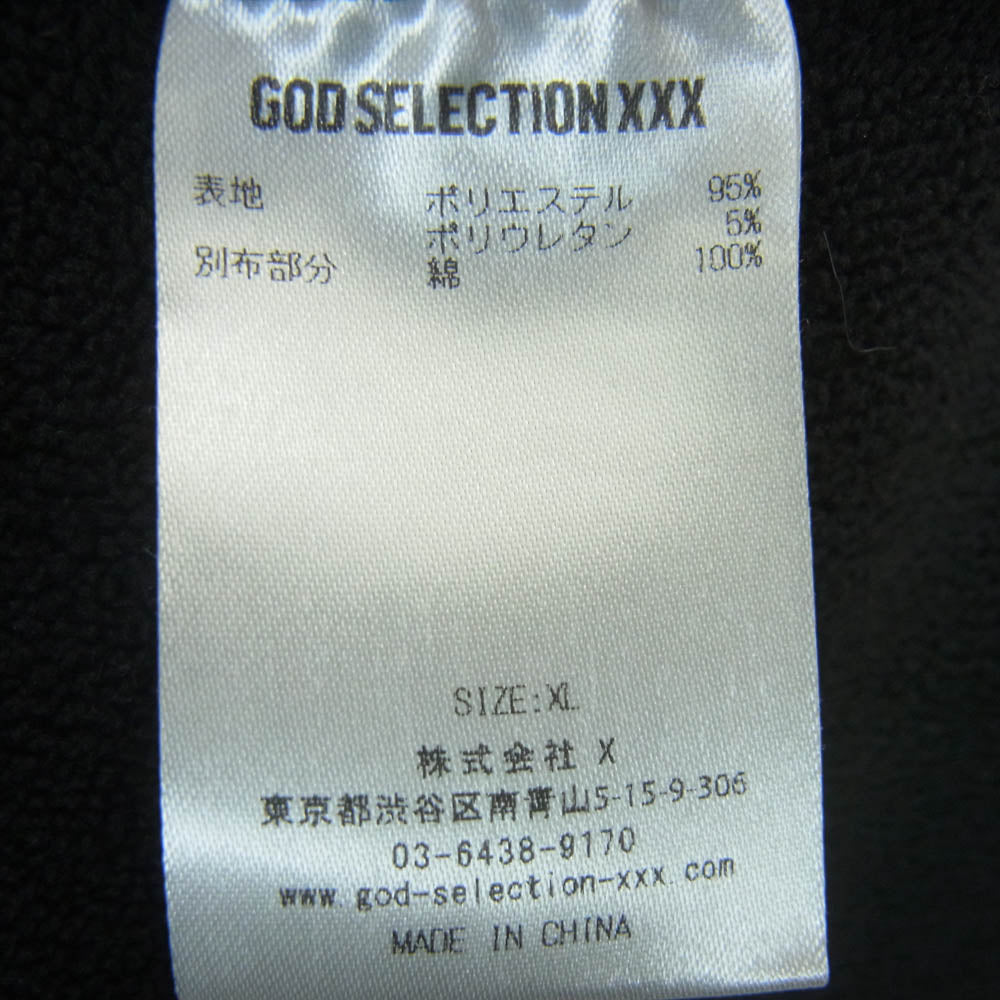 GOD SELECTION XXX
表地 ポリエステル 95%
ポリウレタン 5%
別布部分 綿 100%
SIZE:XL
株式会社 X
東京都渋谷区南青山5-15-9-306
03-6438-9170
www.god-selection-xxx.com
MADE IN CHINA